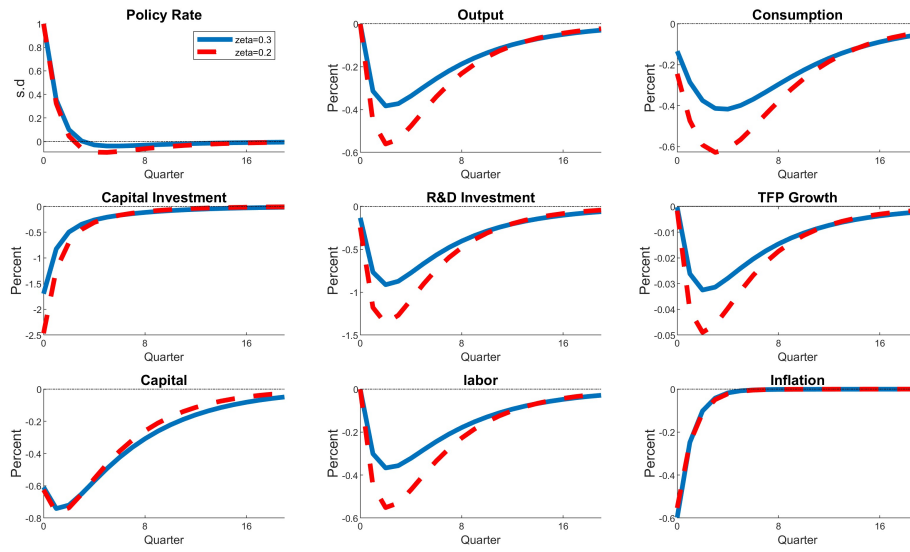 Policy Rate
1
0.8
0.6
0.4
0.2
0
s.d
0
8
16
Quarter
zeta=0.3
zeta=0.2
Output
0
-0.2
-0.4
-0.6
Percent
0
8
16
Quarter
Consumption
0
-0.2
-0.4
-0.6
Percent
0
8
16
Quarter
Capital Investment
0
-0.5
-1
-1.5
-2
-2.5
Percent
0
8
16
Quarter
R&D Investment
0
-0.5
-1
-1.5
Percent
0
8
16
Quarter
TFP Growth
0
-0.01
-0.02
-0.03
-0.04
-0.05
Percent
0
8
16
Quarter
Capital
0
-0.2
-0.4
-0.6
-0.8
Percent
0
8
16
Quarter
labor
0
-0.2
-0.4
-0.6
Percent
0
8
16
Quarter
Inflation
0
-0.2
-0.4
-0.6
Percent
0
8
16
Quarter